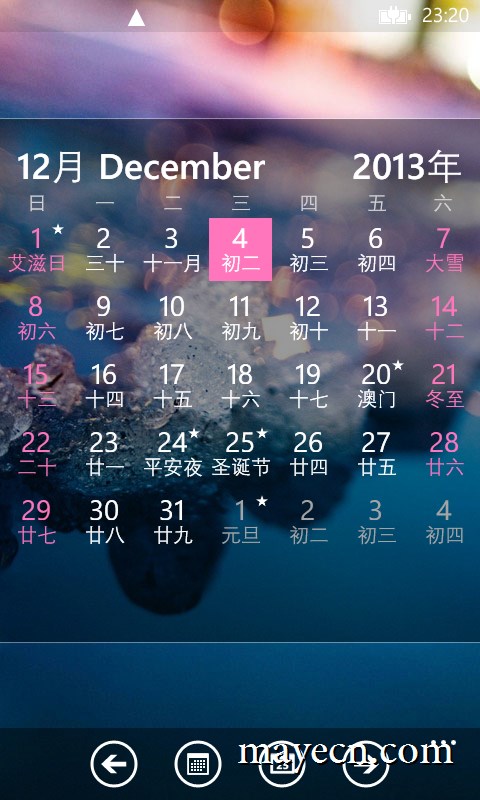 23:20
12月 December 2013年
日 一 二 三 四 五 六
1 2 3 4 5 6 7
艾滋日 三十 十一月 初二 初三 初四 大雪
8 9 10 11 12 13 14
初六 初七 初八 初九 初十 十一 十二
15 16 17 18 19 20 21
十三 十四 十五 十六 十七 澳门 冬至
22 23 24 25 26 27 28
二十 廿一 平安夜 圣诞节 廿四 廿五 廿六
29 30 31 1 2 3 4
廿七 廿八 廿九 元旦 初二 初三 初四
25
mayecn.com